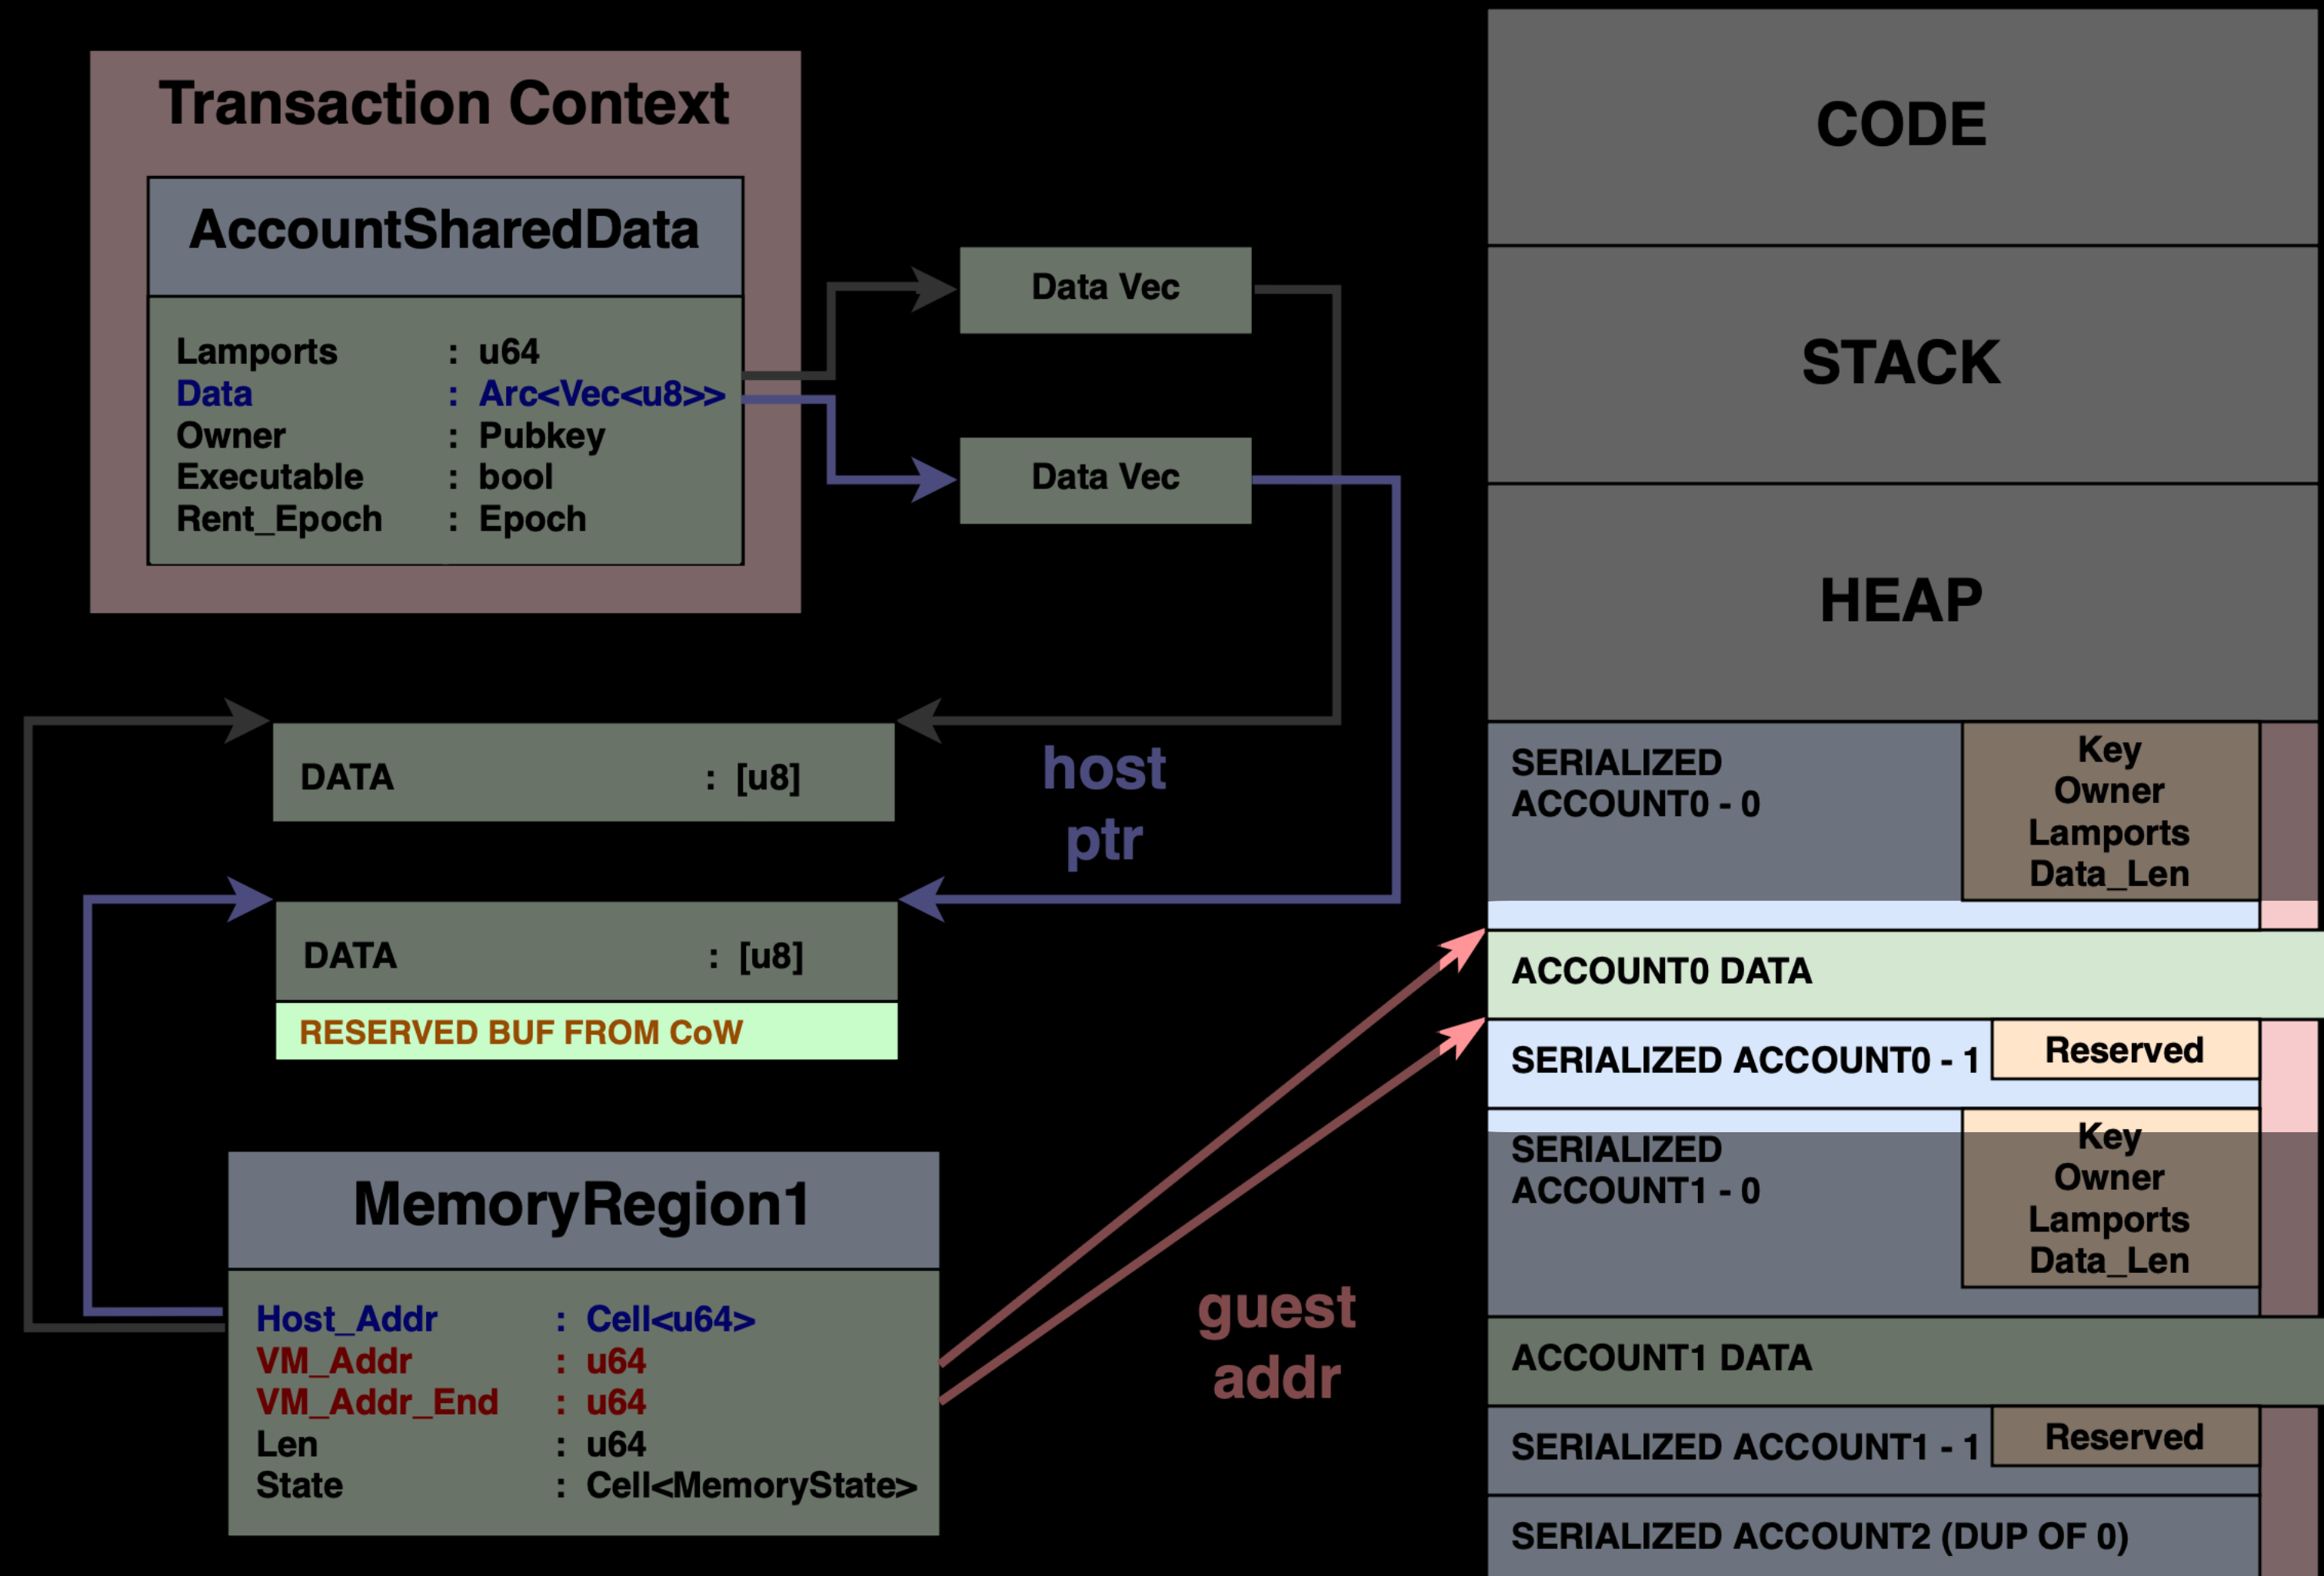 Transaction Context
AccountSharedData
Lamports : u64
Data : Arc<Vec<u8>>
Owner : Pubkey
Executable : bool
Rent_Epoch : Epoch
Data Vec
Data Vec
DATA : [u8]
host
ptr
DATA : [u8]
RESERVED BUF FROM CoW
MemoryRegion1
Host_Addr : Cell<u64>
VM_Addr : u64
VM_Addr_End : u64
Len : u64
State : Cell<MemoryState>
guest
addr
CODE
STACK
HEAP
SERIALIZED
ACCOUNT0 - 0
Key
Owner
Lamports
Data_Len
ACCOUNT0 DATA
SERIALIZED ACCOUNT0 - 1
Reserved
SERIALIZED
ACCOUNT1 - 0
Key
Owner
Lamports
Data_Len
ACCOUNT1 DATA
SERIALIZED ACCOUNT1 - 1
Reserved
SERIALIZED ACCOUNT2 (DUP OF 0)